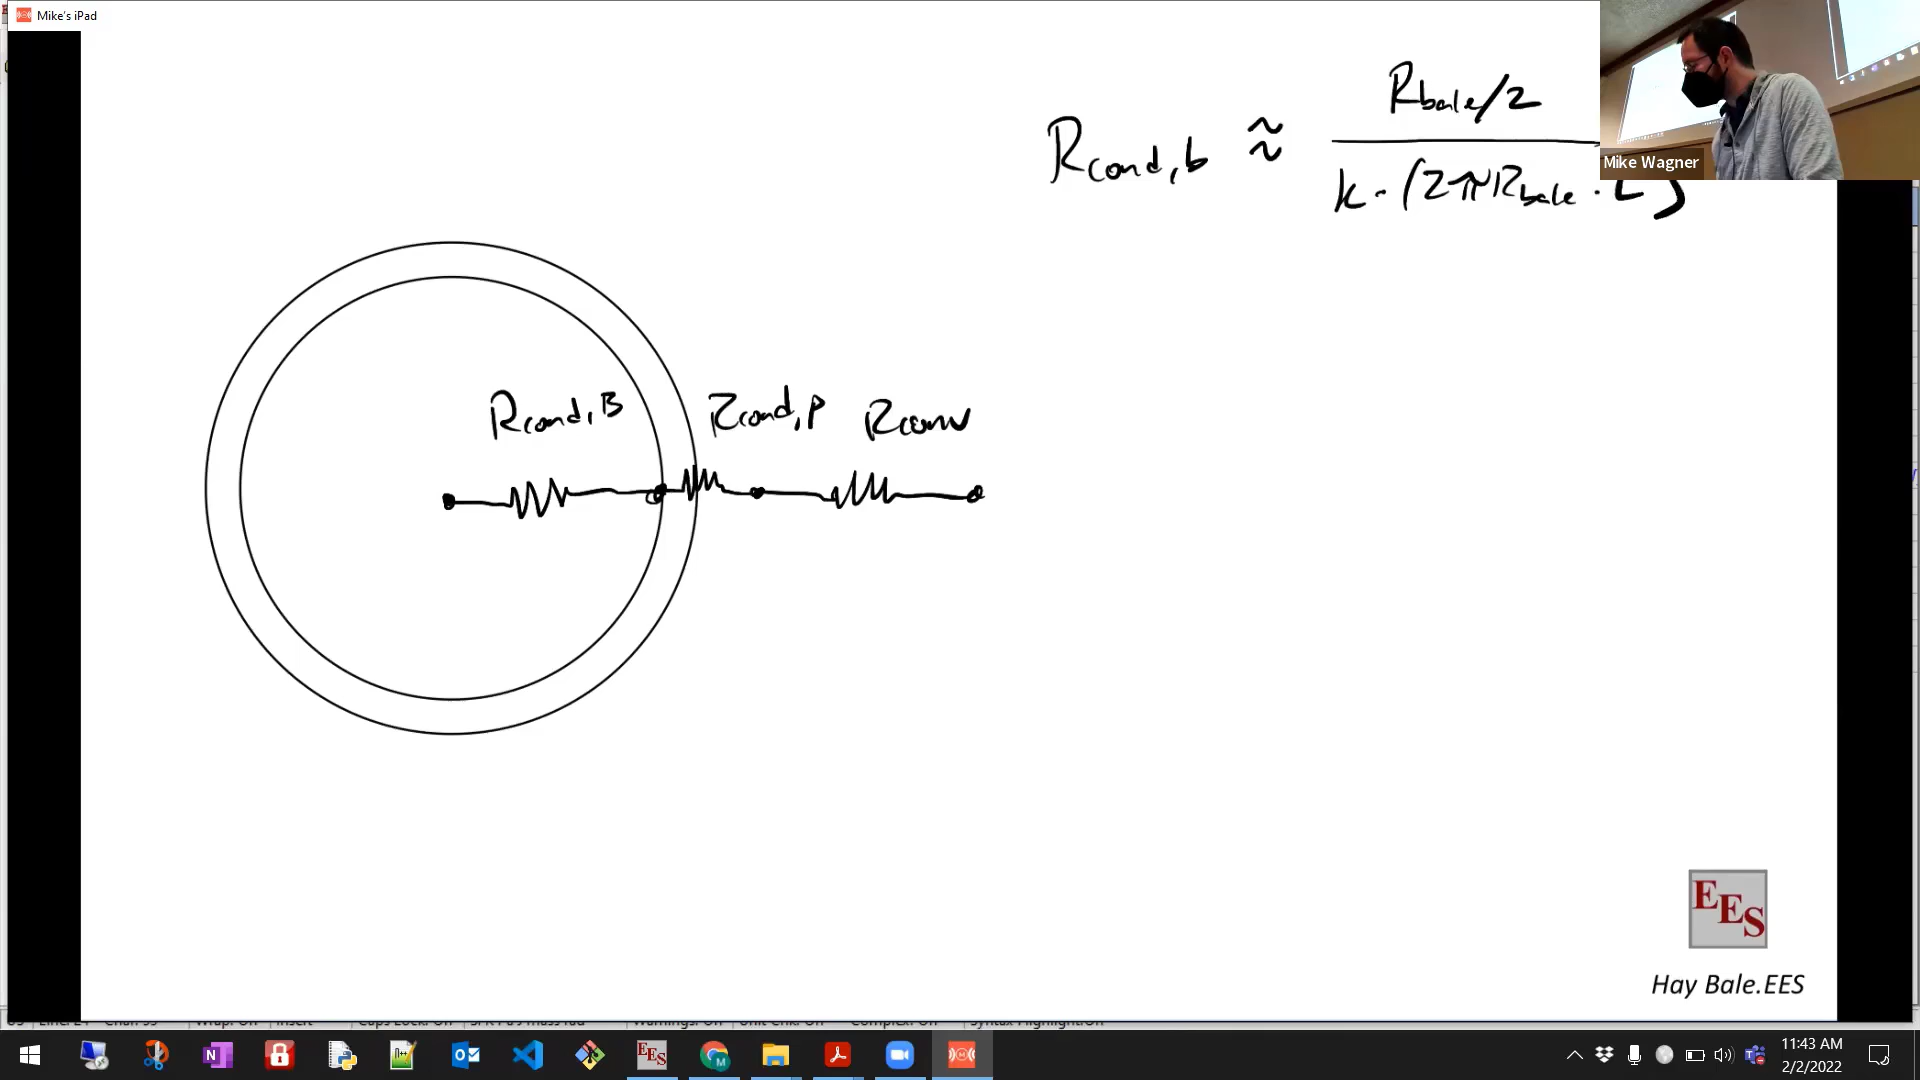 Mike's iPad
Rcond,b ≈ Rbale/2
k·(2πRbale·L)
Mike Wagner
Rcond,B Rcond,P Rconv
EES
Hay Bale.EES
EES
11:43 AM
2/2/2022